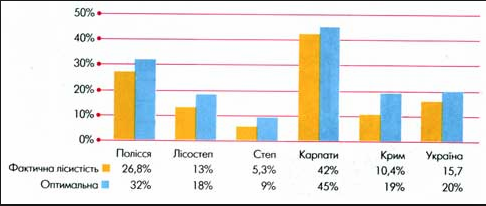 50%
40%
30%
20%
10%
0%
Полісся Лісостеп Степ Карпати Крим Україна
Фактична лісистість 26,8% 13% 5,3% 42% 10,4% 15,7
Оптимальна 32% 18% 9% 45% 19% 20%